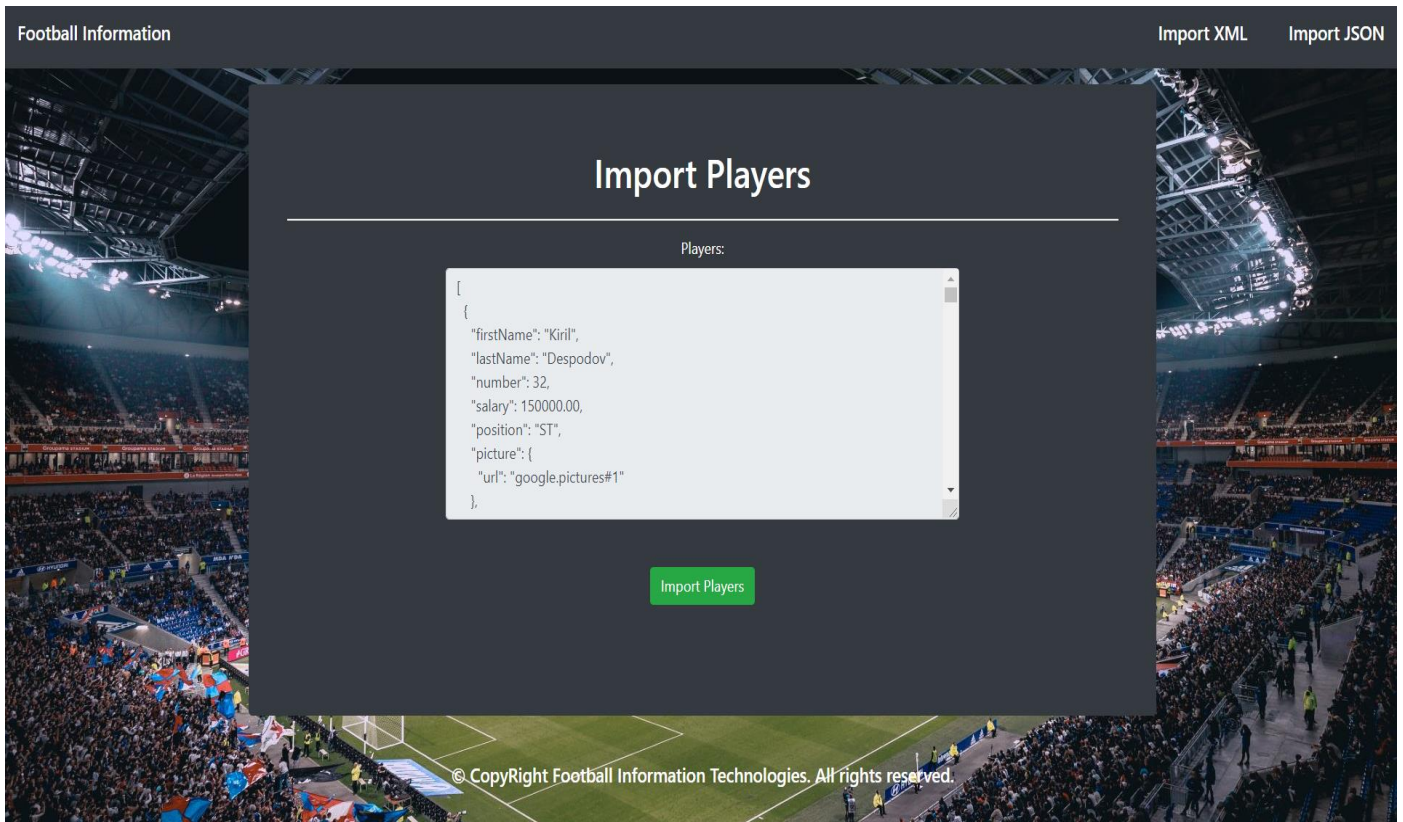 Football Information
Import XML
Import JSON
Import Players
Players:
[
{
"firstName": "Kiril",
"lastName": "Despodov",
"number": 32,
"salary": 150000.00,
"position": "ST",
"picture": {
"url": "google.pictures#1"
},
Import Players
© CopyRight Football Information Technologies. All rights reserved.